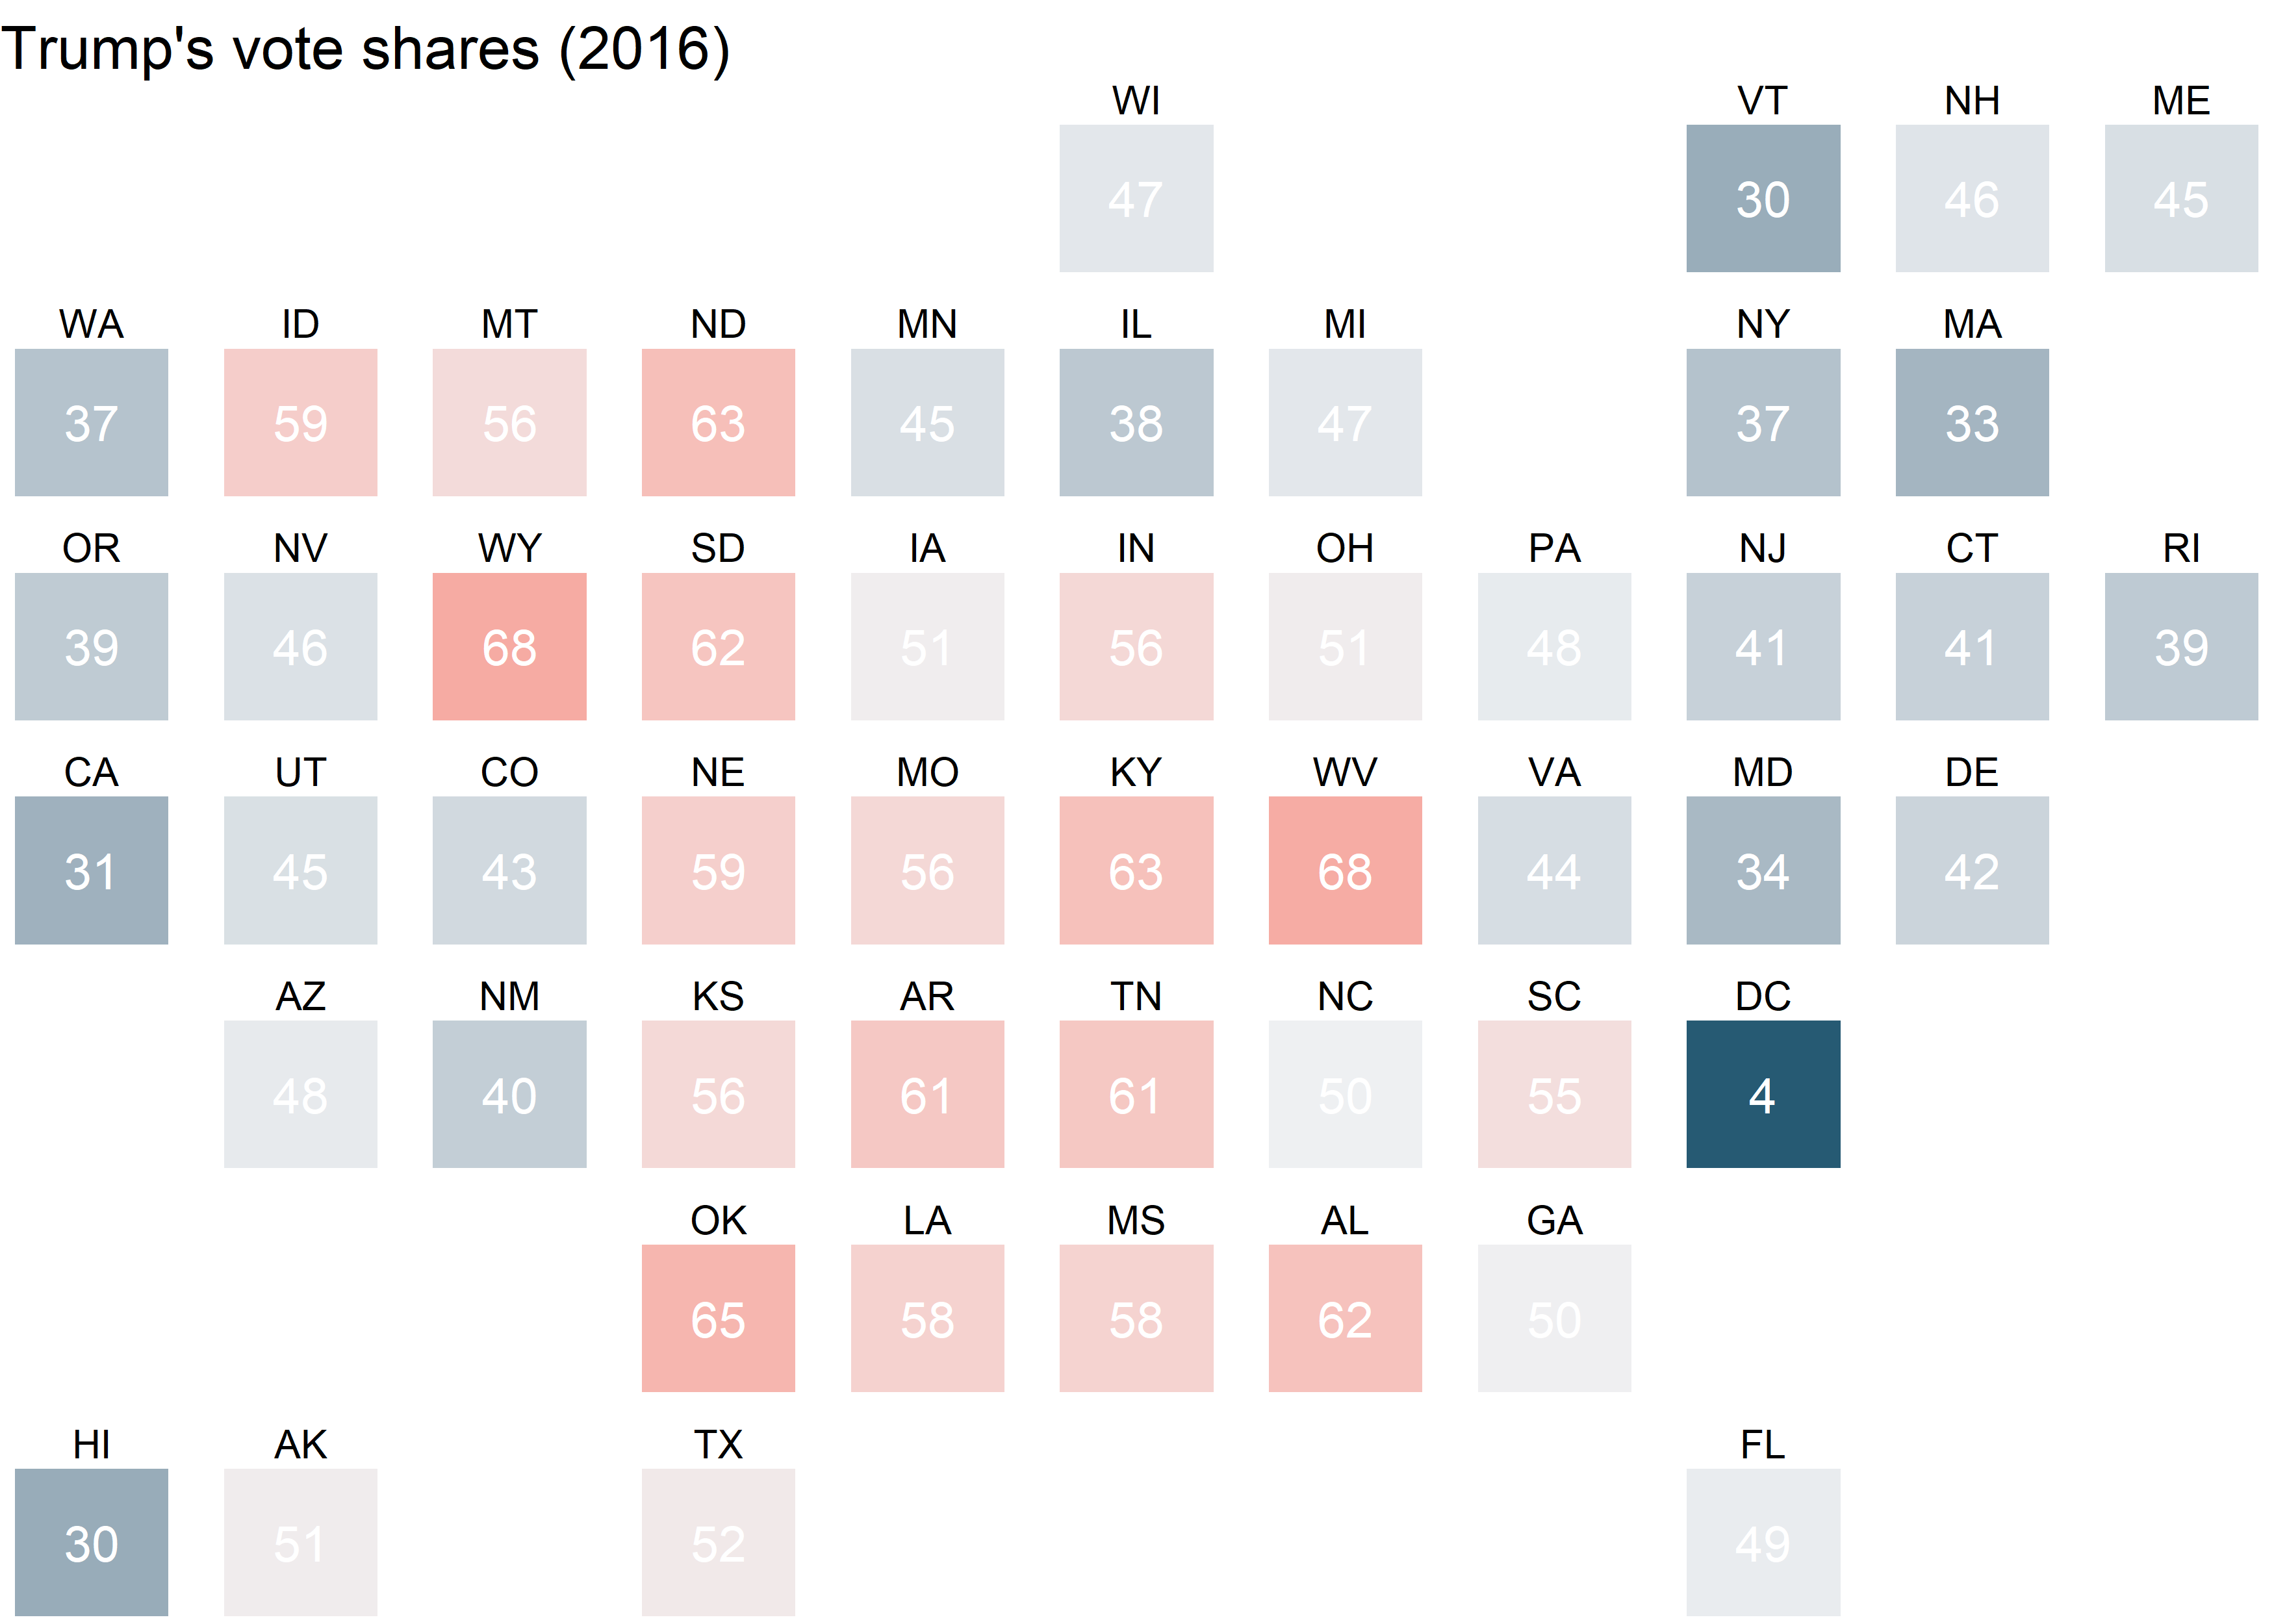 Trump's vote shares (2016)
WI VT NH ME
47 30 46 45
WA ID MT ND MN IL MI NY MA
37 59 56 63 45 38 47 37 33
OR NV WY SD IA IN OH PA NJ CT RI
39 46 68 62 51 56 51 48 41 41 39
CA UT CO NE MO KY WV VA MD DE
31 45 43 59 56 63 68 44 34 42
AZ NM KS AR TN NC SC DC
48 40 56 61 61 50 55 4
OK LA MS AL GA
65 58 58 62 50
HI AK TX FL
30 51 52 49